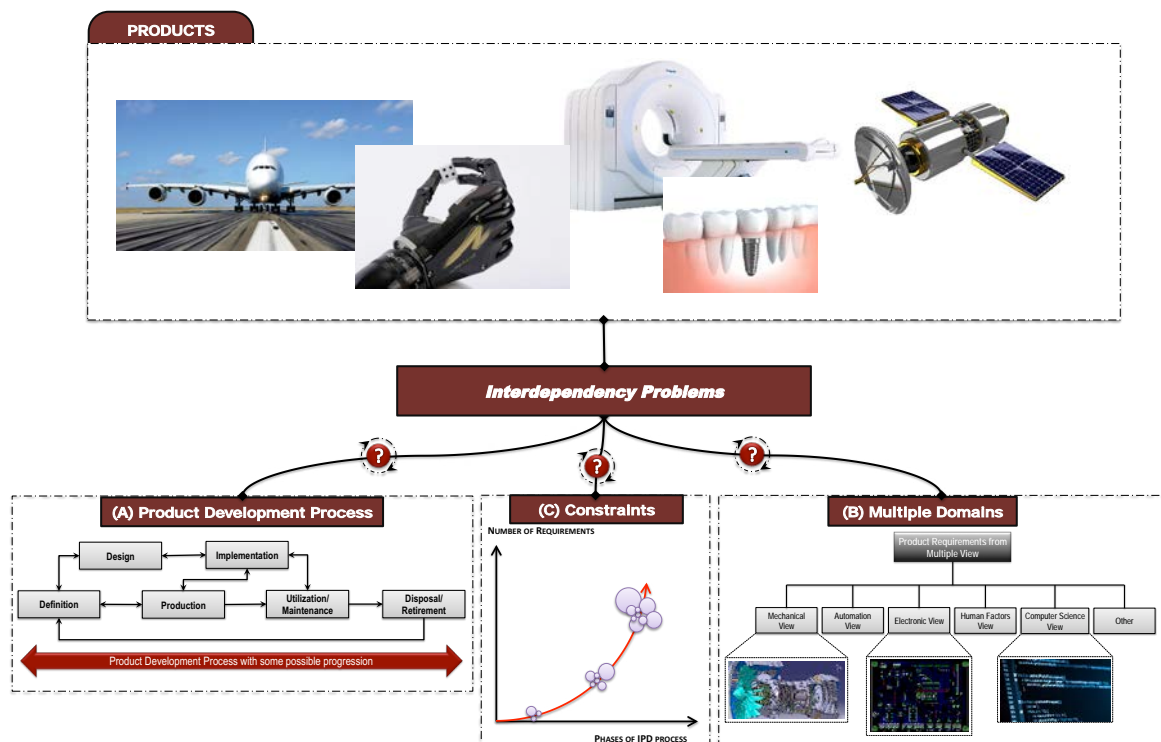 PRODUCTS
Interdependency Problems
?
?
?
(A) Product Development Process
Design
Implementation
Definition
Production
Utilization/
Maintenance
Disposal/
Retirement
Product Development Process with some possible progression
(C) Constraints
NUMBER OF REQUIREMENTS
PHASES OF IPD PROCESS
(B) Multiple Domains
Product Requirements from
Multiple View
Mechanical
View
Automation
View
Electronic View
Human Factors
View
Computer Science
View
Other